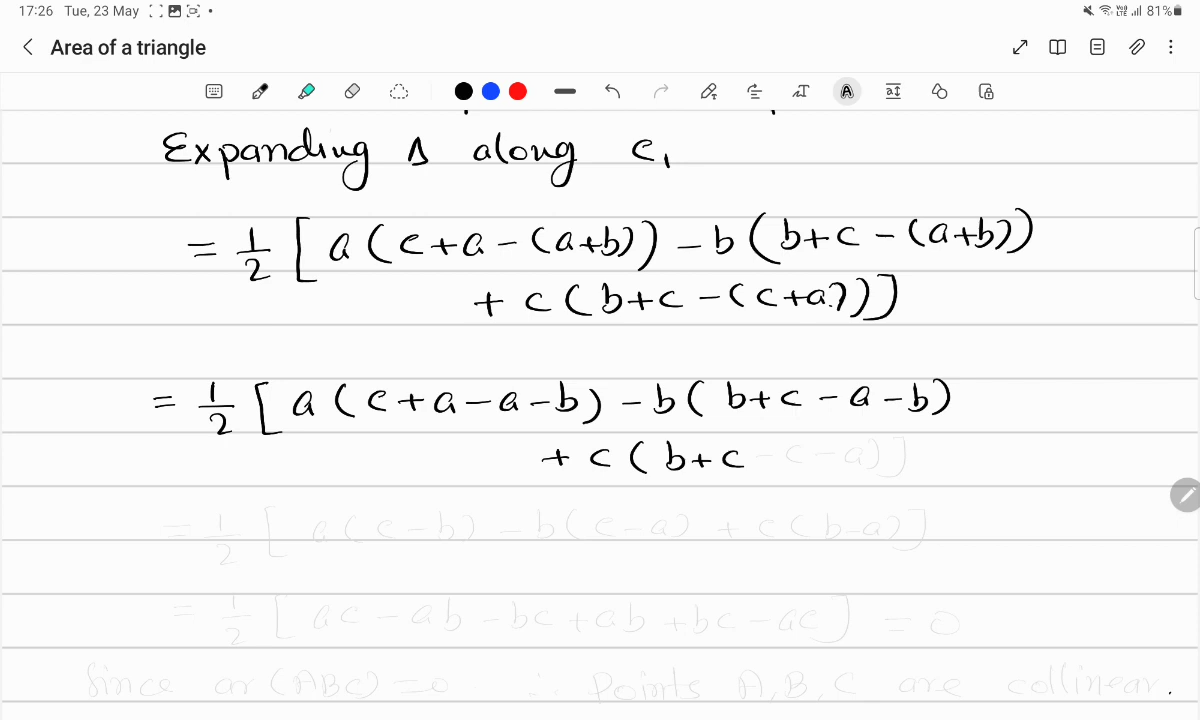 17:26 Tue, 23 May 81%
Area of a triangle
Expanding Δ along C₁
= 1/2 [ a(c+a-(a+b)) - b(b+c-(a+b))
+ c(b+c-(c+a))]
= 1/2 [ a(c+a-a-b) - b(b+c-a-b)
+ c(b+c-c-a)]
= 1/2 [ a(c-b) - b(c-a) + c(b-a)]
= 1/2 [ ac-ab-bc+ab+bc-ac] = 0
Since ar(ABC)=0 ∴ Points A,B,C are collinear.